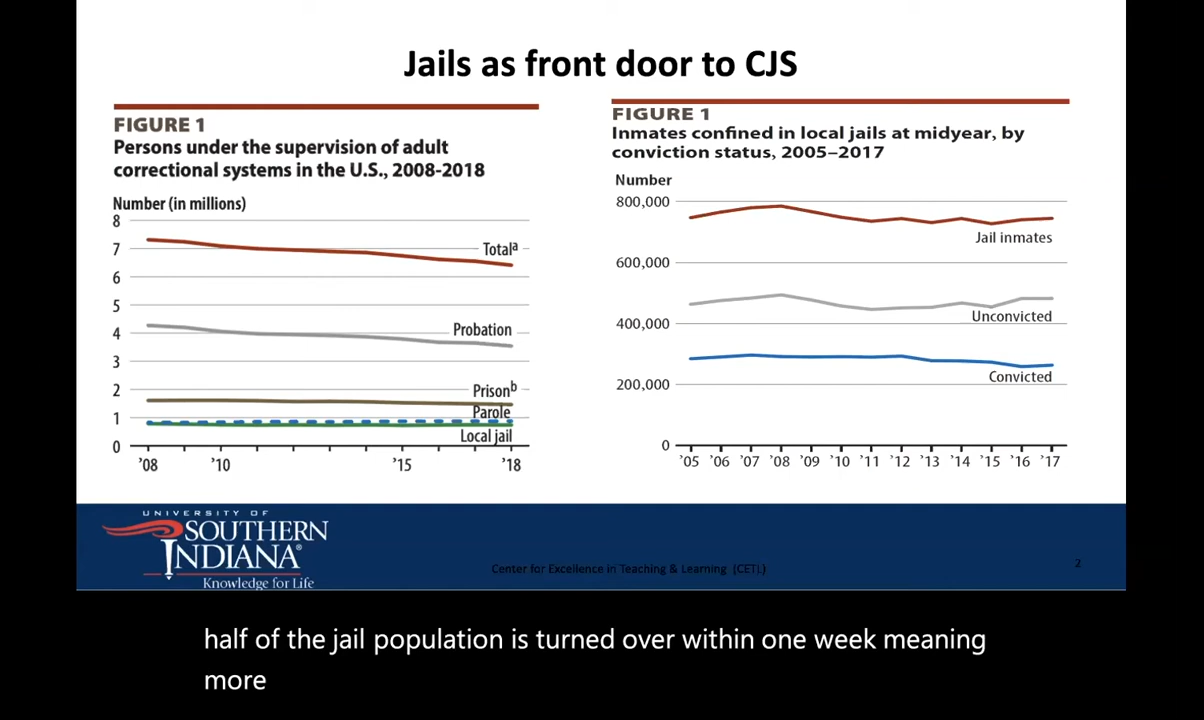 Jails as front door to CJS
FIGURE 1
Persons under the supervision of adult
correctional systems in the U.S., 2008-2018
Number (in millions)
8
7
6
5
4
3
2
1
0
Totalᵃ
Probation
Prisonᵇ
Parole
Local jail
'08
'10
'15
'18
FIGURE 1
Inmates confined in local jails at midyear, by
conviction status, 2005–2017
Number
800,000
600,000
400,000
200,000
0
Jail inmates
Unconvicted
Convicted
'05 '06 '07 '08 '09 '10 '11 '12 '13 '14 '15 '16 '17
UNIVERSITY OF
SOUTHERN
INDIANA®
Knowledge for Life
Center for Excellence in Teaching & Learning (CETL)
2
half of the jail population is turned over within one week meaning
more